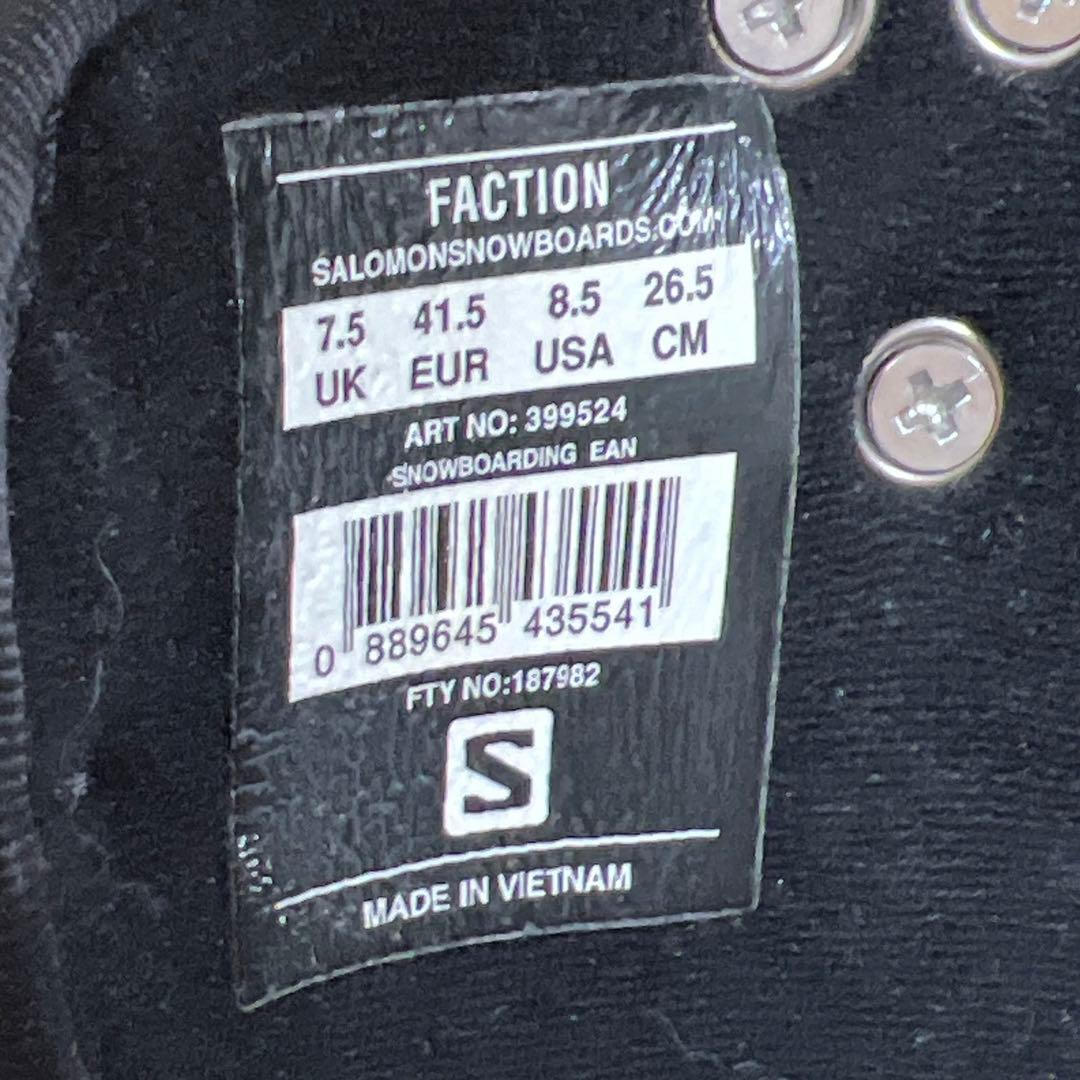 FACTION
SALOMONSNOWBOARDS.COM
7.5 41.5 8.5 26.5
UK EUR USA CM
ART NO: 399524
SNOWBOARDING EAN
0 889645 435541
FTY NO:187982
S
MADE IN VIETNAM